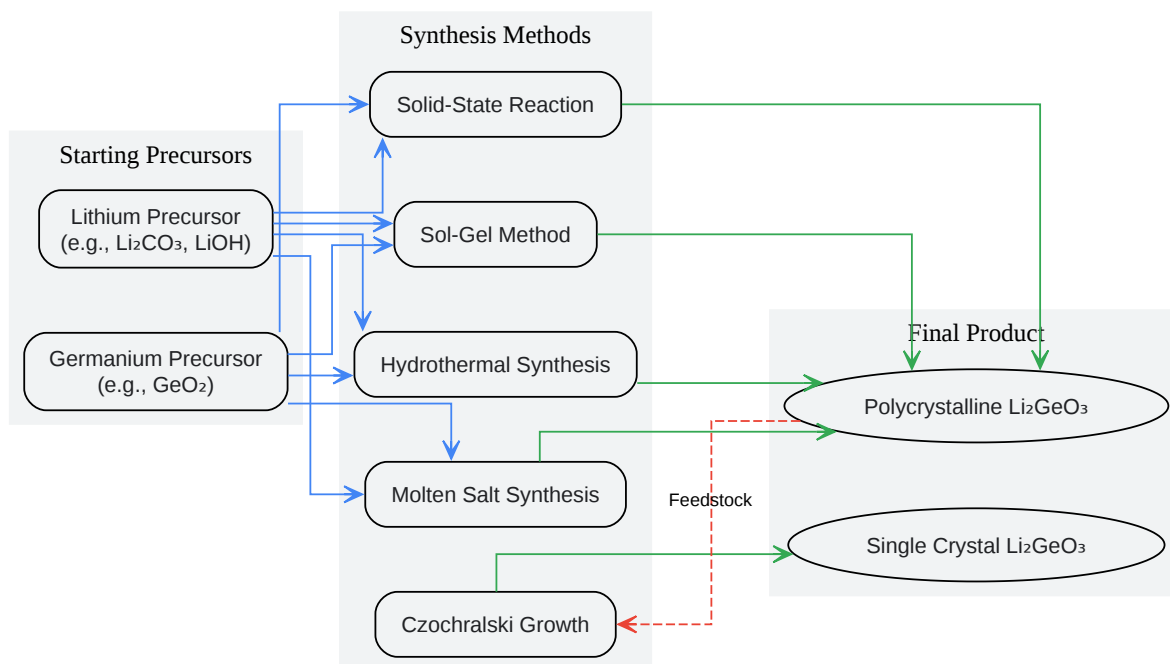 Synthesis Methods
Solid-State Reaction
Starting Precursors
Lithium Precursor
(e.g., Li₂CO₃, LiOH)
Sol-Gel Method
Final Product
Germanium Precursor
(e.g., GeO₂)
Hydrothermal Synthesis
Polycrystalline Li₂GeO₃
Molten Salt Synthesis
Feedstock
Single Crystal Li₂GeO₃
Czochralski Growth